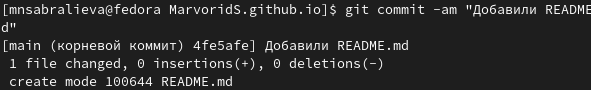 [mnsabralieva@fedora MarvoridS.github.io]$ git commit -am "Добавили README.m
d"
[main (корневой коммит) 4fe5afe] Добавили README.md
 1 file changed, 0 insertions(+), 0 deletions(-)
 create mode 100644 README.md